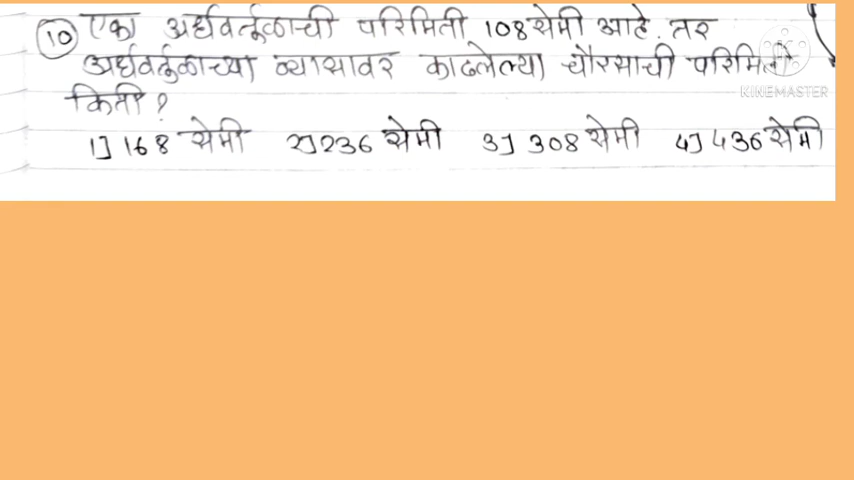 10 एका अर्धवर्तुळाची परिमिती 108 सेमी आहे. तर
अर्धवर्तुळाच्या व्यासावर काढलेल्या चौरसाची परिमिती
किती?
1] 168 सेमी 2] 236 सेमी 3] 308 सेमी 4] 436 सेमी
KINEMASTER